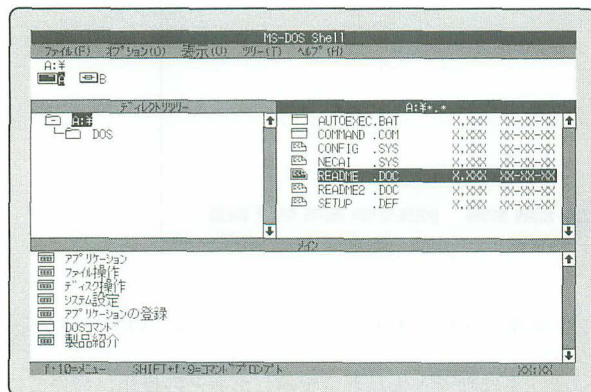 MS-DOS Shell
ファイル(F) オプション(O) 表示(U) ツリー(T) ヘルプ(H)
A:¥
A B
ディレクトリツリー
A:¥
DOS
A:¥*.*
AUTOEXEC.BAT X,XXX XX-XX-XX
COMMAND .COM X,XXX XX-XX-XX
CONFIG .SYS X,XXX XX-XX-XX
NECAI .SYS X,XXX XX-XX-XX
README .DOC X,XXX XX-XX-XX
README2 .DOC X,XXX XX-XX-XX
SETUP .DEF X,XXX XX-XX-XX
メイン
アプリケーション
ファイル操作
ディスク操作
システム設定
アプリケーションの登録
DOSコマンド
製品紹介
f・10=メニュー SHIFT+f・9=コマンドプロンプト XX:XX